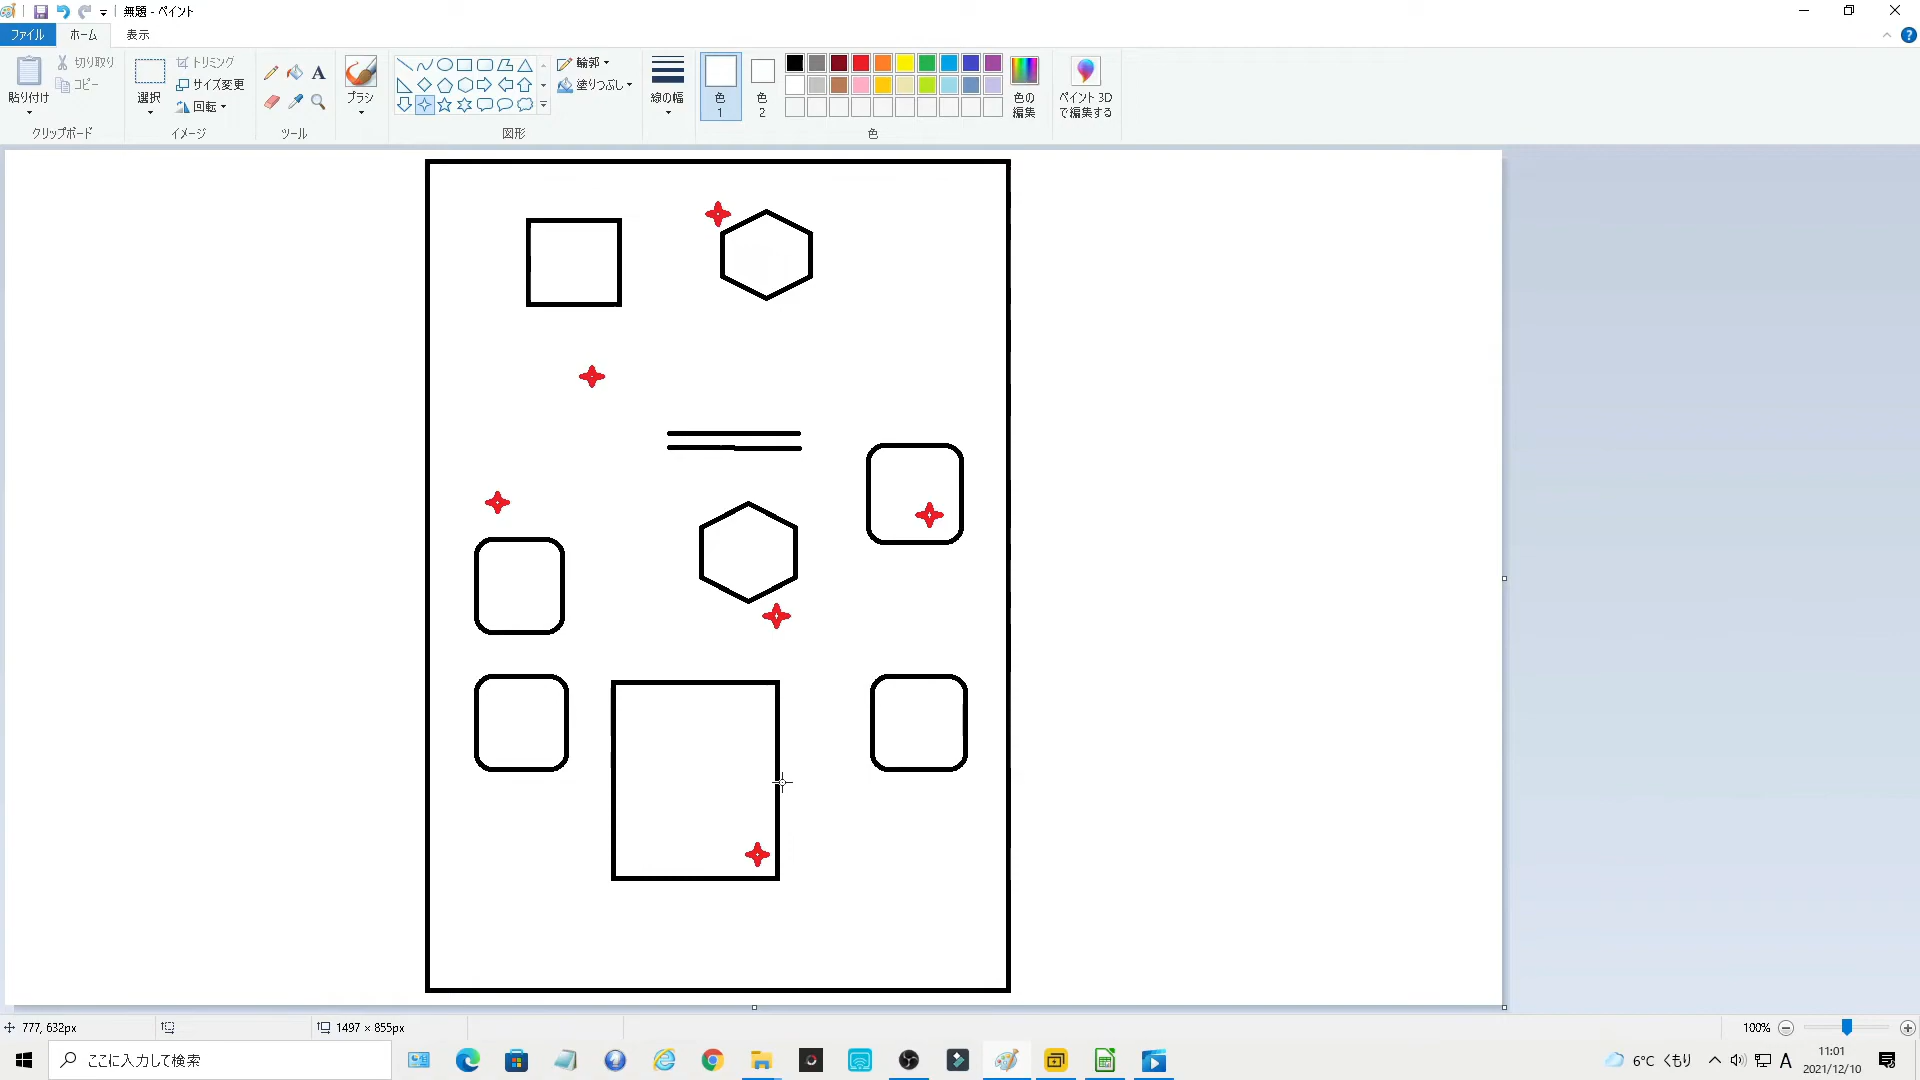 無題 - ペイント
ファイル ホーム 表示
貼り付け
切り取り
コピー
クリップボード
選択
トリミング
サイズ変更
回転
イメージ
A
ツール
ブラシ
輪郭
塗りつぶし
図形
線の幅
色
1
色
2
色
色の
編集
ペイント 3D
で編集する
?
777, 632px
1497 × 855px
100%
ここに入力して検索
6°C くもり
A
11:01
2021/12/10